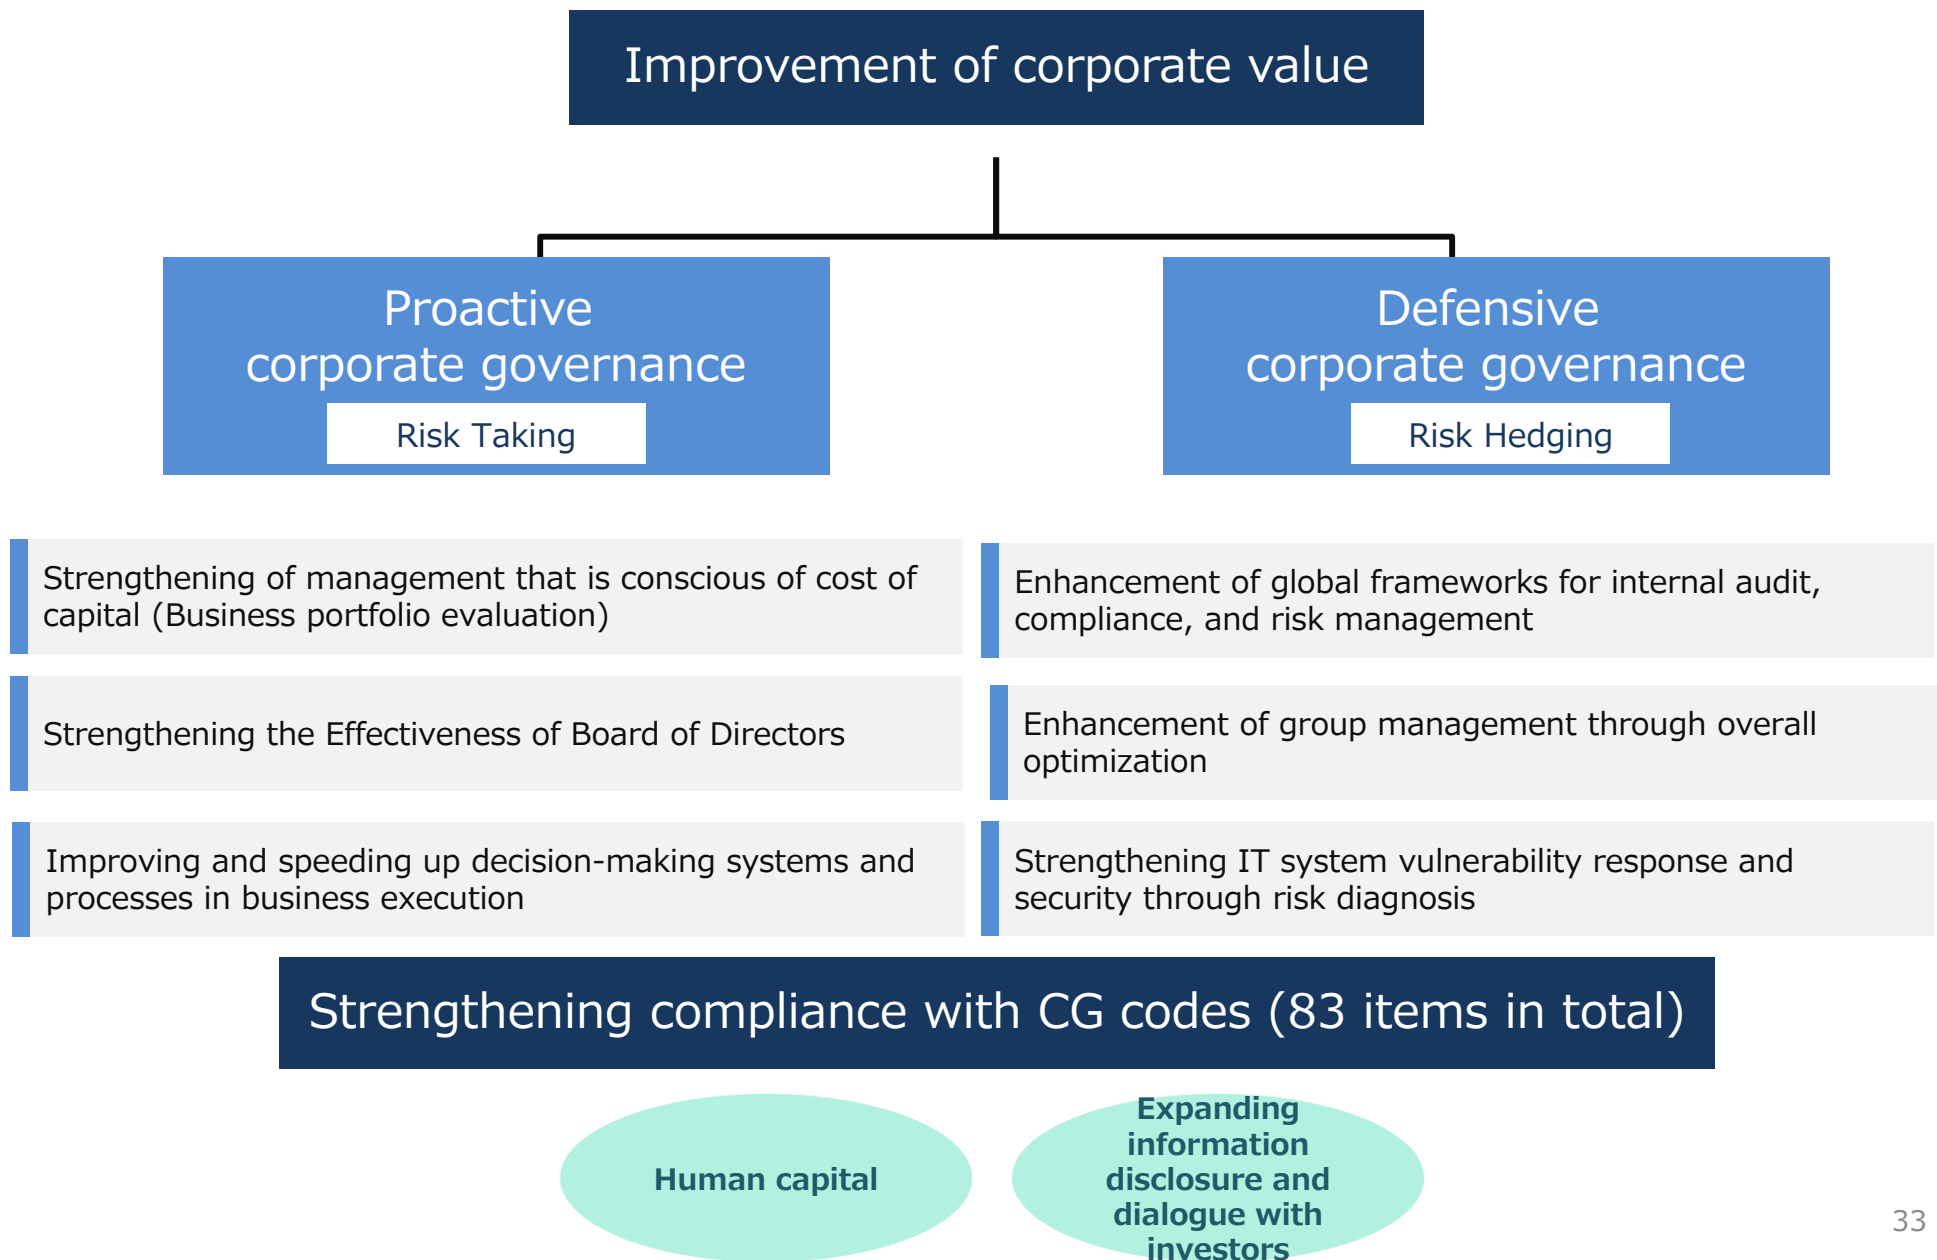 Improvement of corporate value
Proactive
corporate governance
Risk Taking
Defensive
corporate governance
Risk Hedging
Strengthening of management that is conscious of cost of
capital (Business portfolio evaluation)
Strengthening the Effectiveness of Board of Directors
Improving and speeding up decision-making systems and
processes in business execution
Enhancement of global frameworks for internal audit,
compliance, and risk management
Enhancement of group management through overall
optimization
Strengthening IT system vulnerability response and
security through risk diagnosis
Strengthening compliance with CG codes (83 items in total)
Human capital
Expanding
information
disclosure and
dialogue with
investors
33